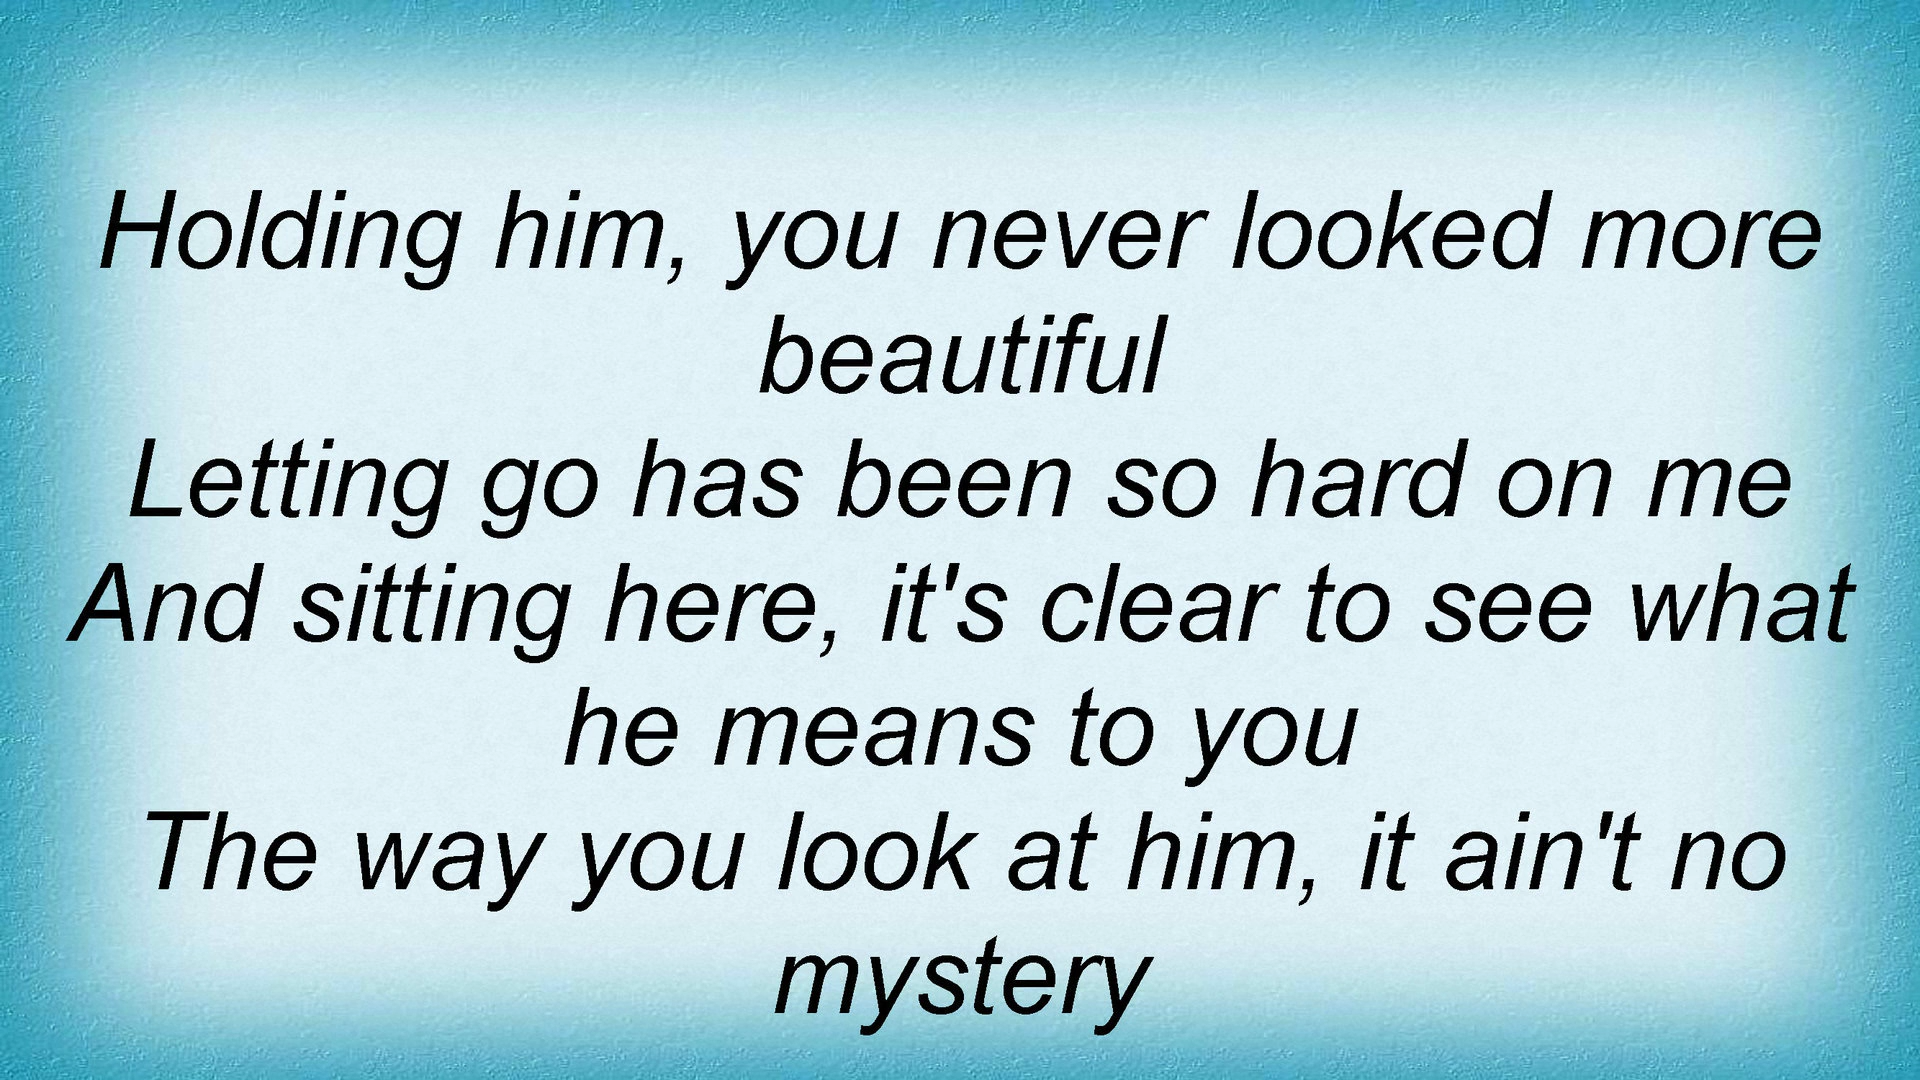 Holding him, you never looked more
beautiful
Letting go has been so hard on me
And sitting here, it's clear to see what
he means to you
The way you look at him, it ain't no
mystery